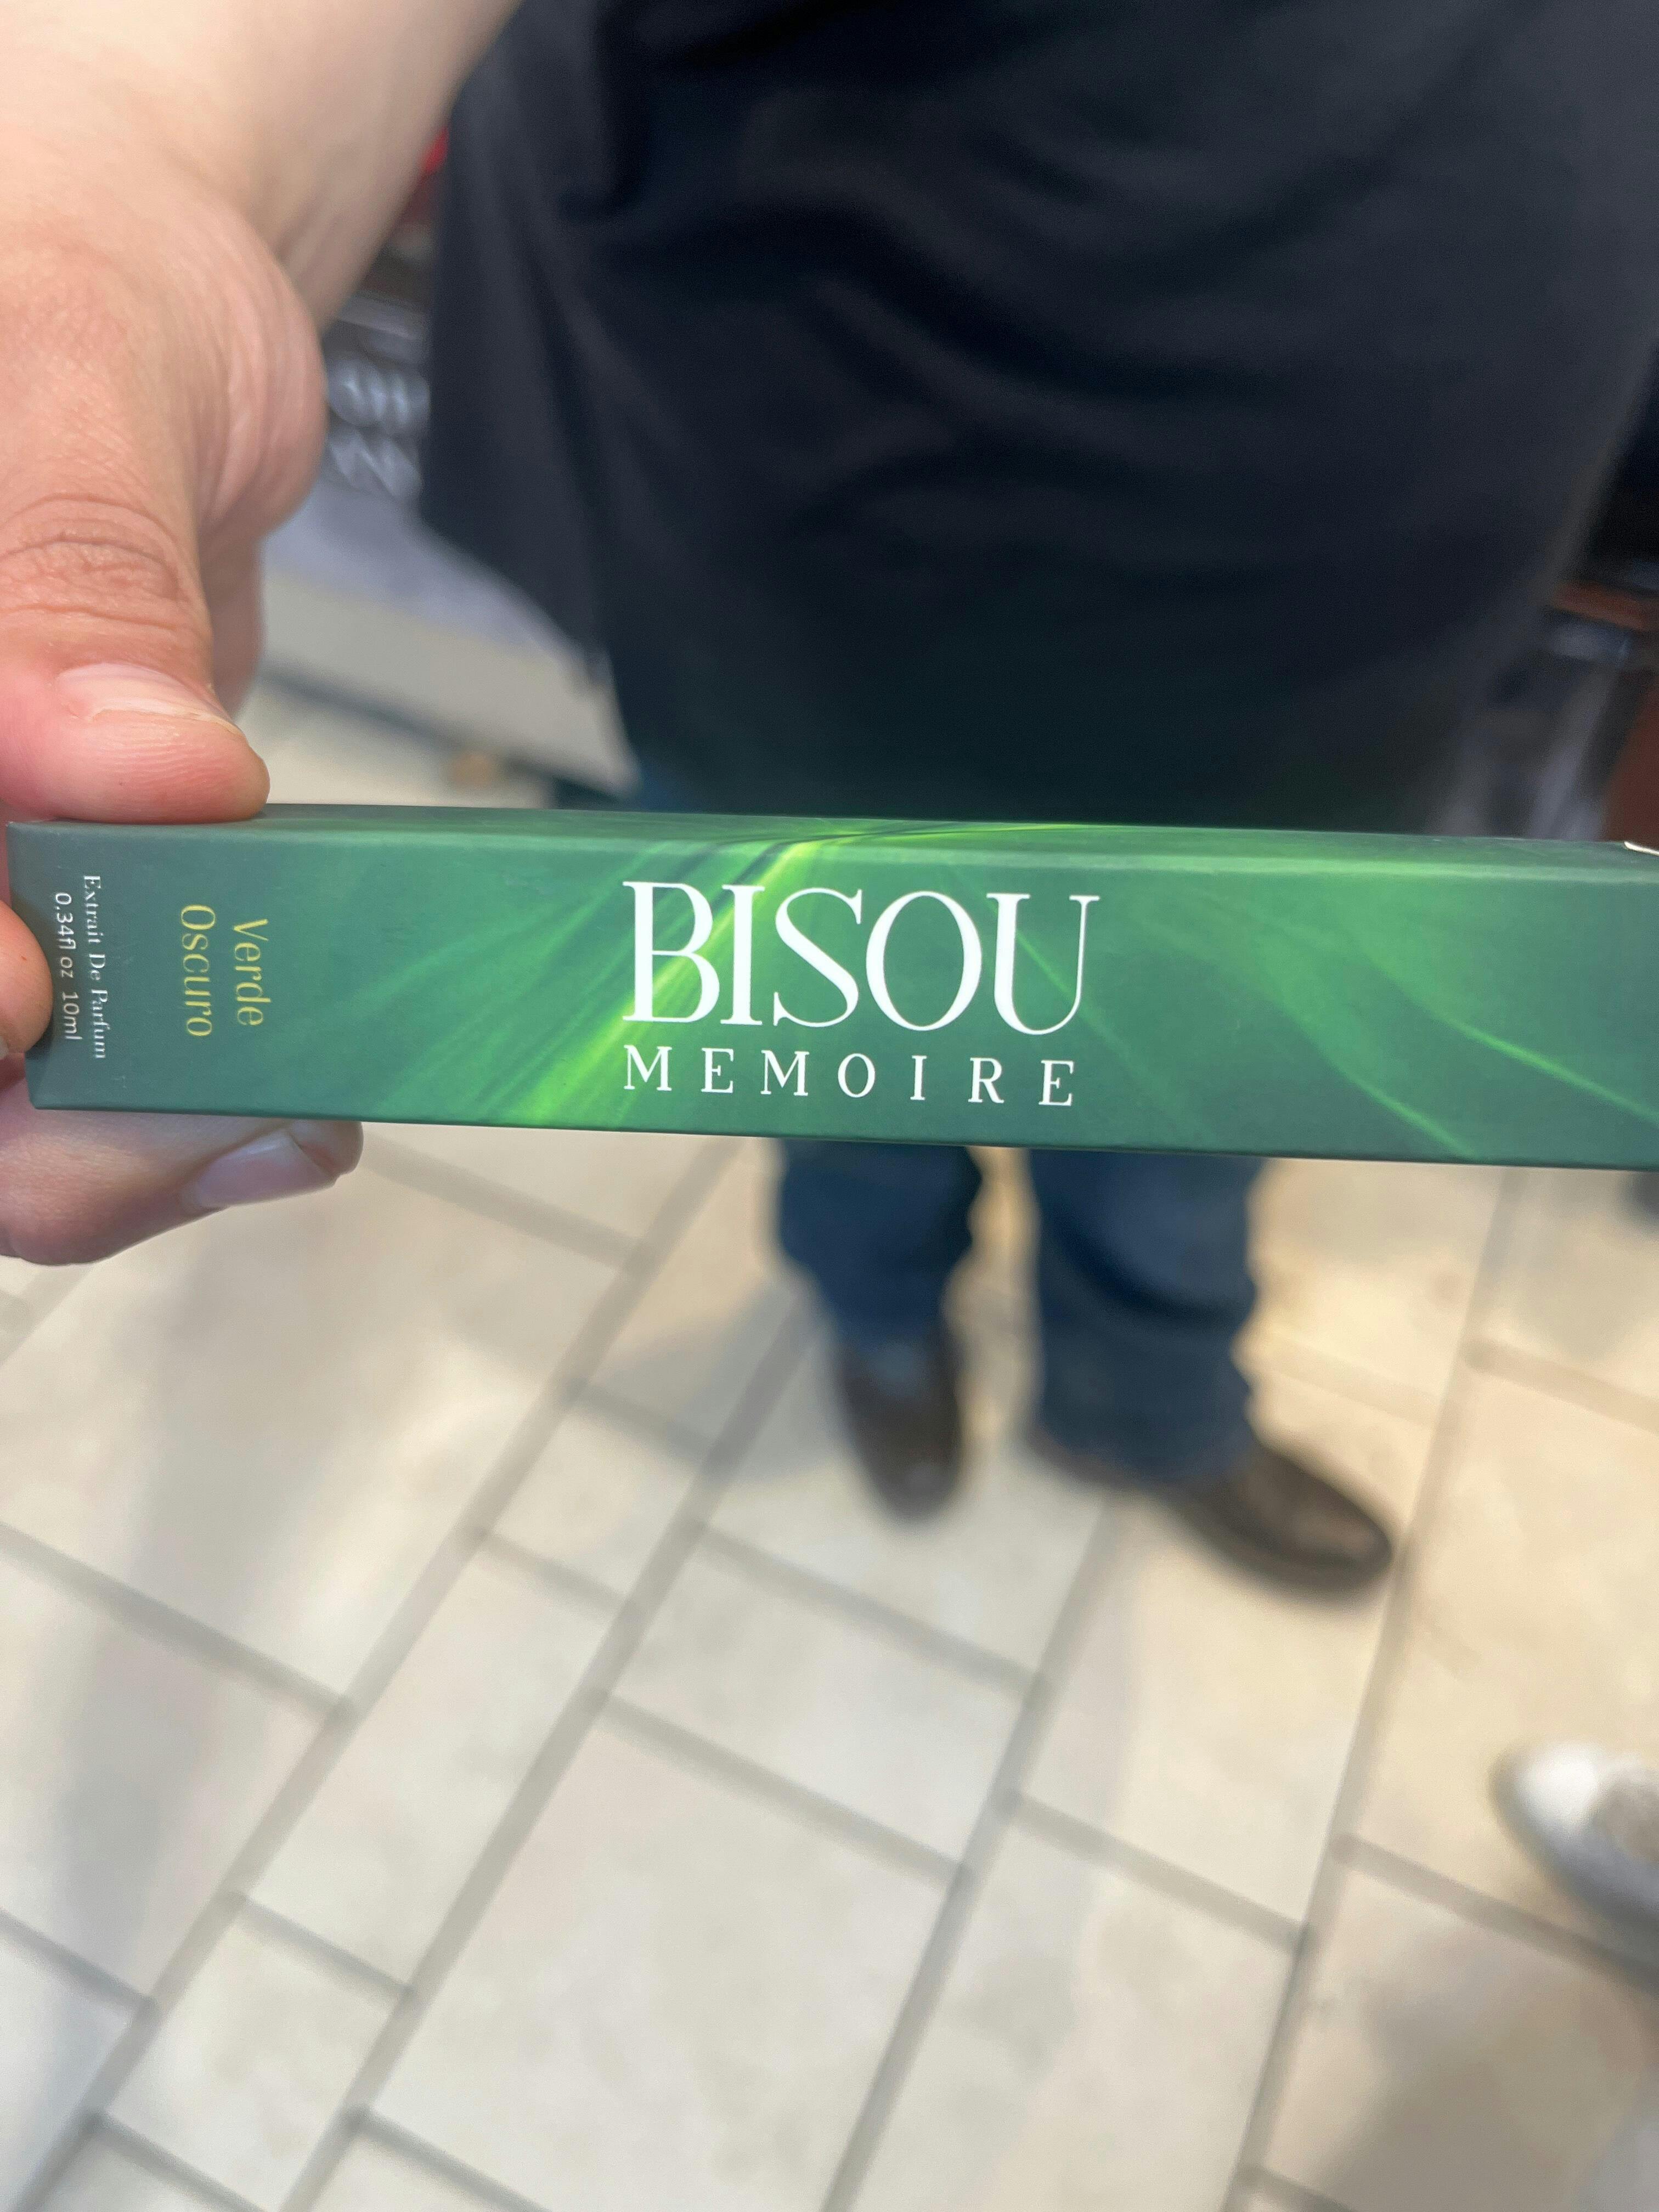 BISOU
MEMOIRE
Verde
Oscuro
Extrait De Parfum
0.34fl oz 10ml